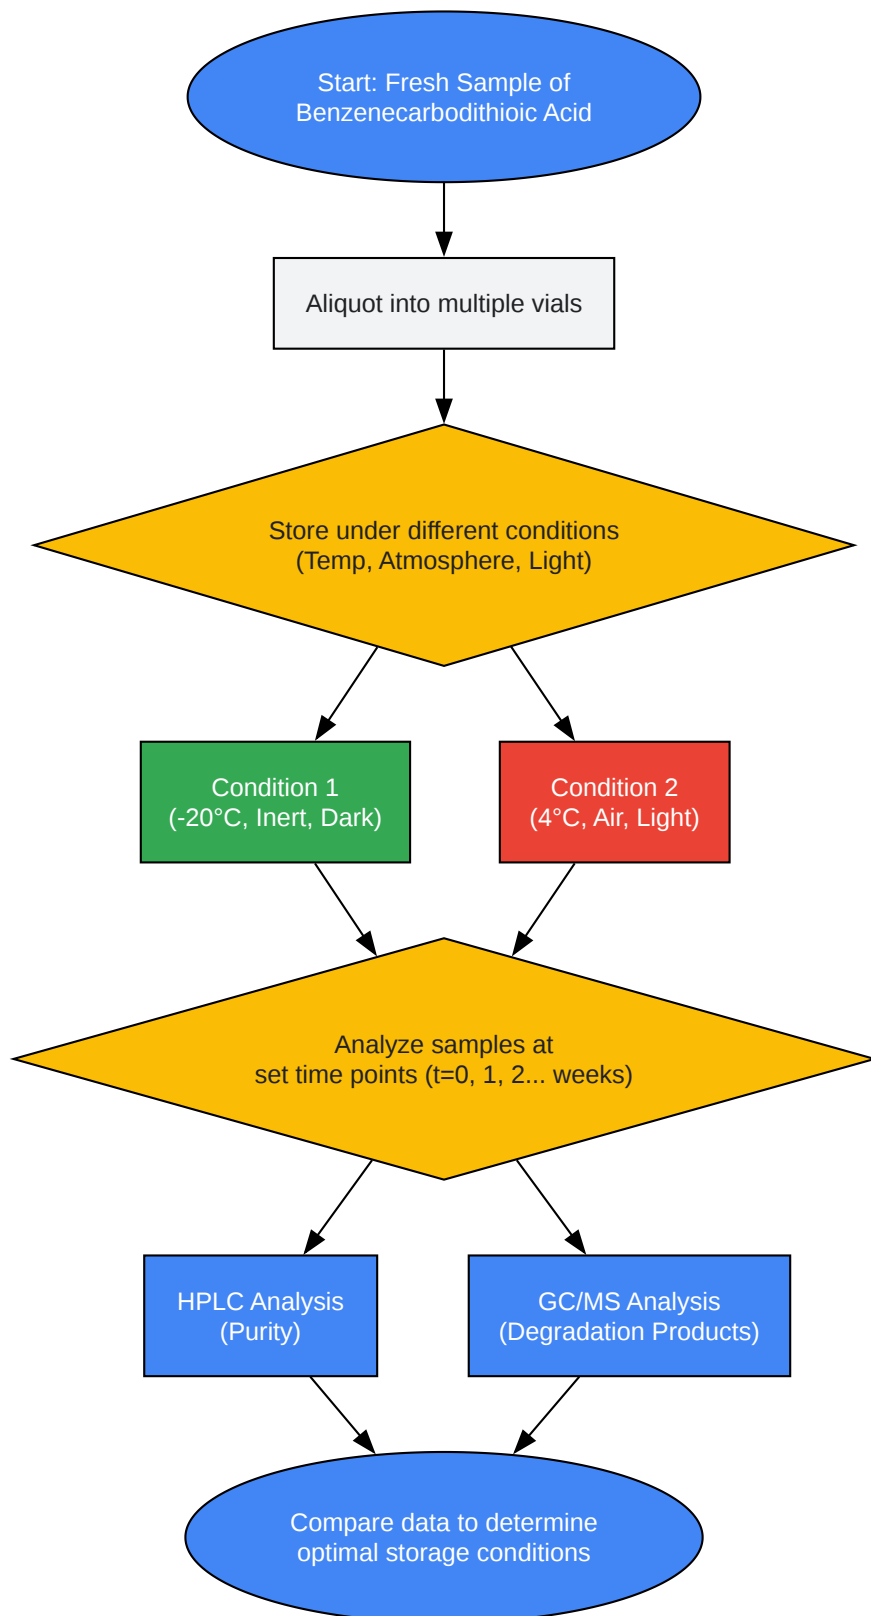 Start: Fresh Sample of
Benzenecarbodithioic Acid
Aliquot into multiple vials
Store under different conditions
(Temp, Atmosphere, Light)
Condition 1
(-20°C, Inert, Dark)
Condition 2
(4°C, Air, Light)
Analyze samples at
set time points (t=0, 1, 2... weeks)
HPLC Analysis
(Purity)
GC/MS Analysis
(Degradation Products)
Compare data to determine
optimal storage conditions